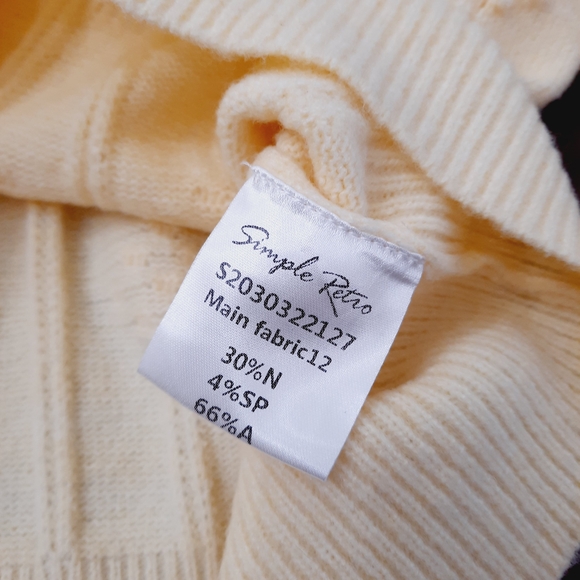 Simple Retro
S2030322127
Main fabric12
30%N
4%SP
66%A